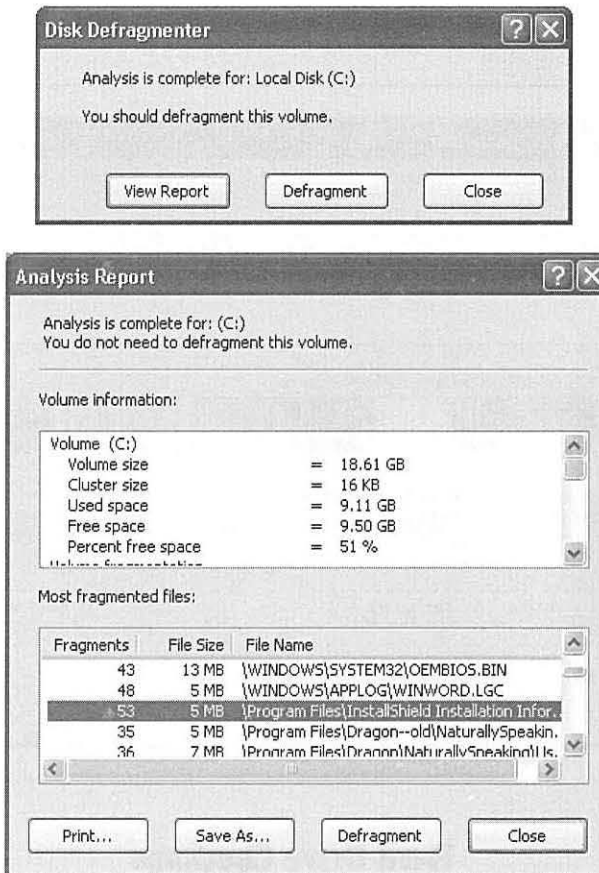 Disk Defragmenter
Analysis is complete for: Local Disk (C:)
You should defragment this volume.
View Report Defragment Close
Analysis Report
Analysis is complete for: (C:)
You do not need to defragment this volume.
Volume information:
Volume (C:)
Volume size = 18.61 GB
Cluster size = 16 KB
Used space = 9.11 GB
Free space = 9.50 GB
Percent free space = 51 %
Volume fragmentation
Most fragmented files:
Fragments File Size File Name
43 13 MB \WINDOWS\SYSTEM32\OEMBIOS.BIN
48 5 MB \WINDOWS\APPLOG\WINWORD.LGC
53 5 MB \Program Files\InstallShield Installation Infor...
35 5 MB \Program Files\Dragon--old\NaturallySpeakin...
36 7 MB \Program Files\Dragon\NaturallySpeaking\Us...
Print... Save As... Defragment Close